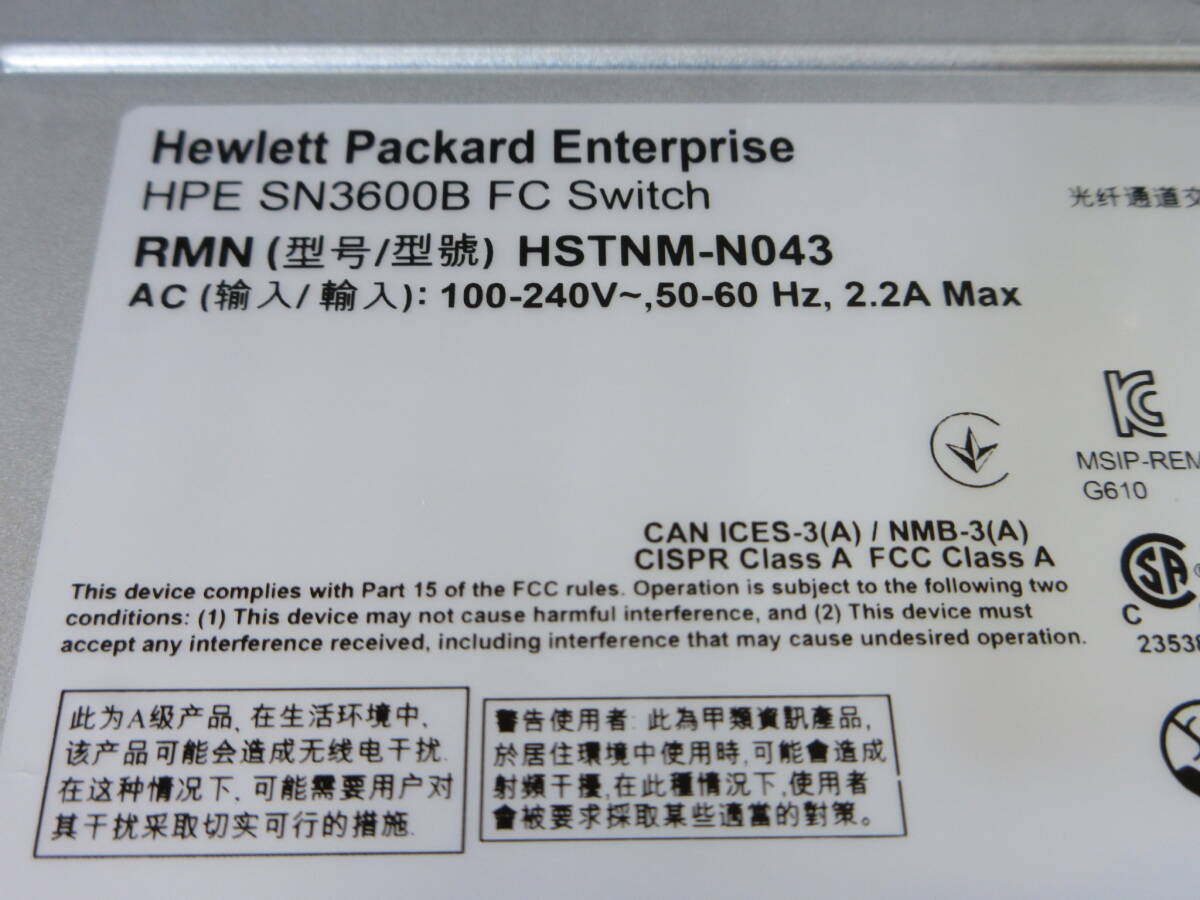 Hewlett Packard Enterprise
HPE SN3600B FC Switch
光纤通道交
RMN (型号/型號) HSTNM-N043
AC (输入/輸入): 100-240V~,50-60 Hz, 2.2A Max
MSIP-REM
G610
CAN ICES-3(A) / NMB-3(A)
CISPR Class A FCC Class A
SA
C
23538
This device complies with Part 15 of the FCC rules. Operation is subject to the following two
conditions: (1) This device may not cause harmful interference, and (2) This device must
accept any interference received, including interference that may cause undesired operation.
此为A级产品, 在生活环境中,
该产品可能会造成无线电干扰.
在这种情况下, 可能需要用户对
其干扰采取切实可行的措施.
警告使用者: 此為甲類資訊產品,
於居住環境中使用時,可能會造成
射頻干擾,在此種情況下,使用者
會被要求採取某些適當的對策。